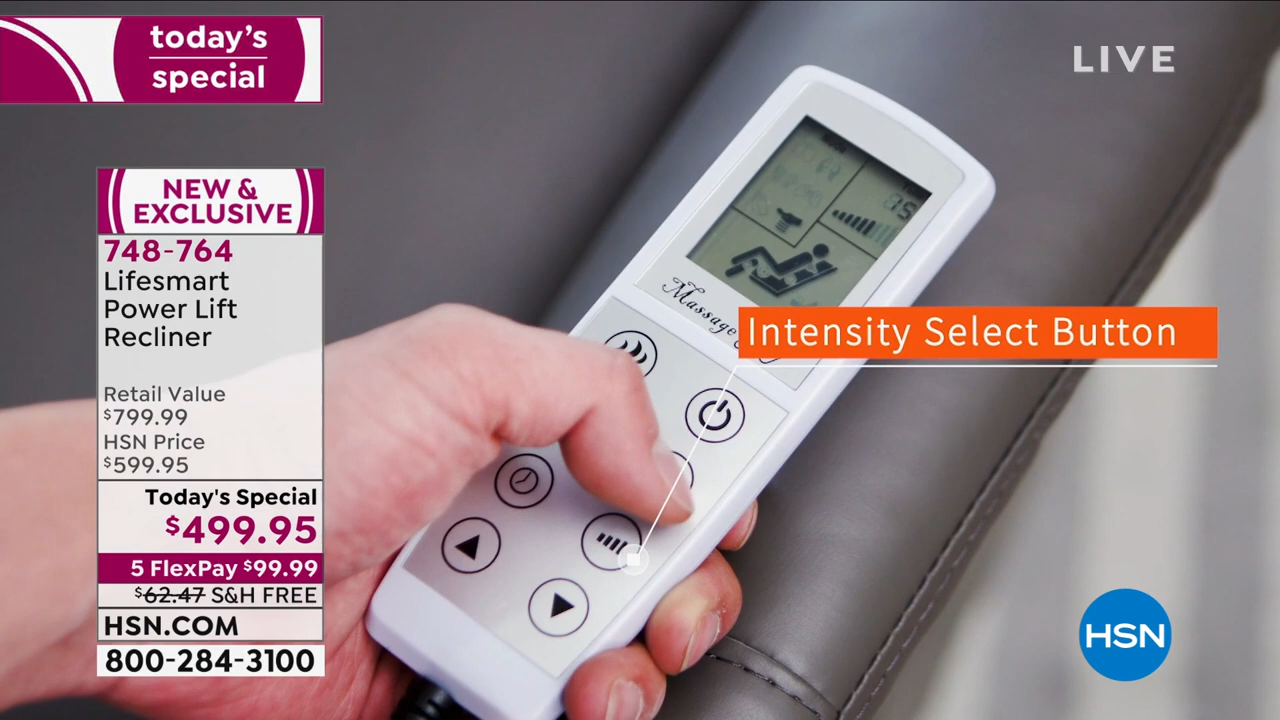 today's
special
LIVE
NEW &
EXCLUSIVE
748-764
Lifesmart
Power Lift
Recliner
Retail Value
$799.99
HSN Price
$599.95
Today's Special
$499.95
5 FlexPay $99.99
$62.47 S&H FREE
HSN.COM
800-284-3100
15
Massage
Intensity Select Button
HSN